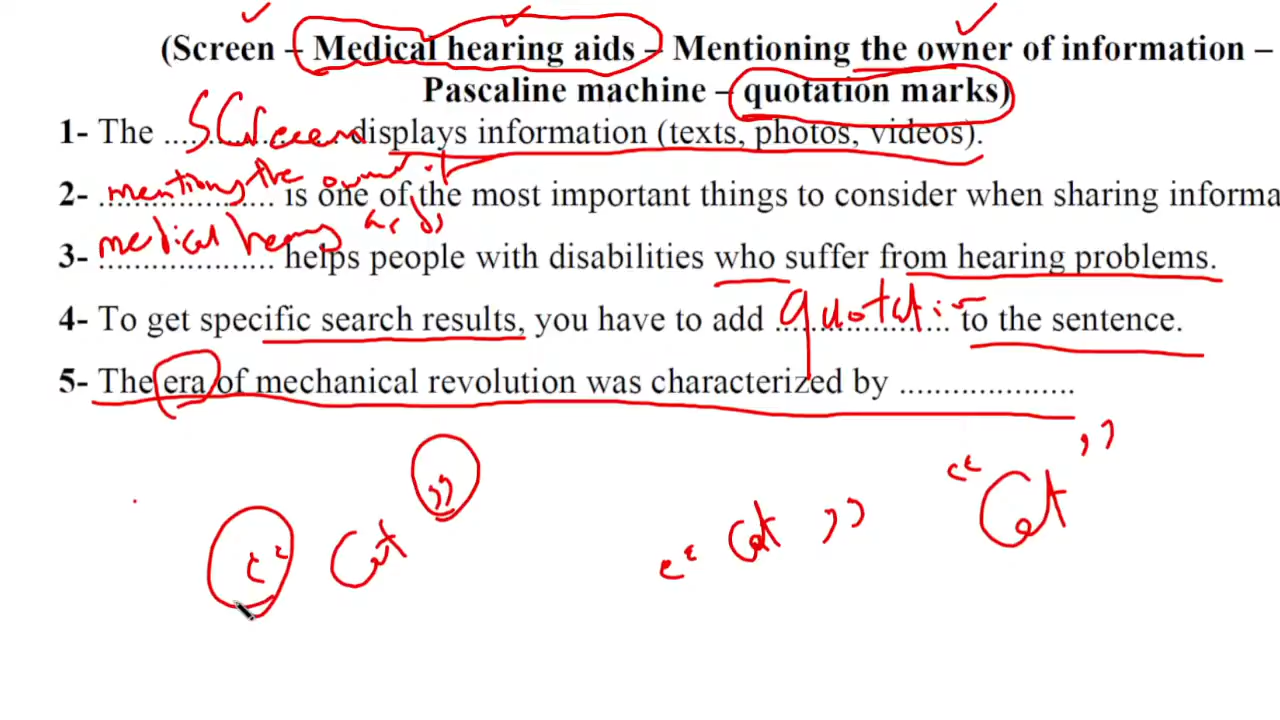 (Screen – Medical hearing aids – Mentioning the owner of information –
Pascaline machine – quotation marks)
1- The .... Screen .... displays information (texts, photos, videos).
2- .................... is one of the most important things to consider when sharing informa
mentiong the owner
3- .................... helps people with disabilities who suffer from hearing problems.
medical hearing aids
4- To get specific search results, you have to add .................... to the sentence.
quotatio
5- The era of mechanical revolution was characterized by ....................
“ Cat ”
“ Cat ”
“ Cat ”